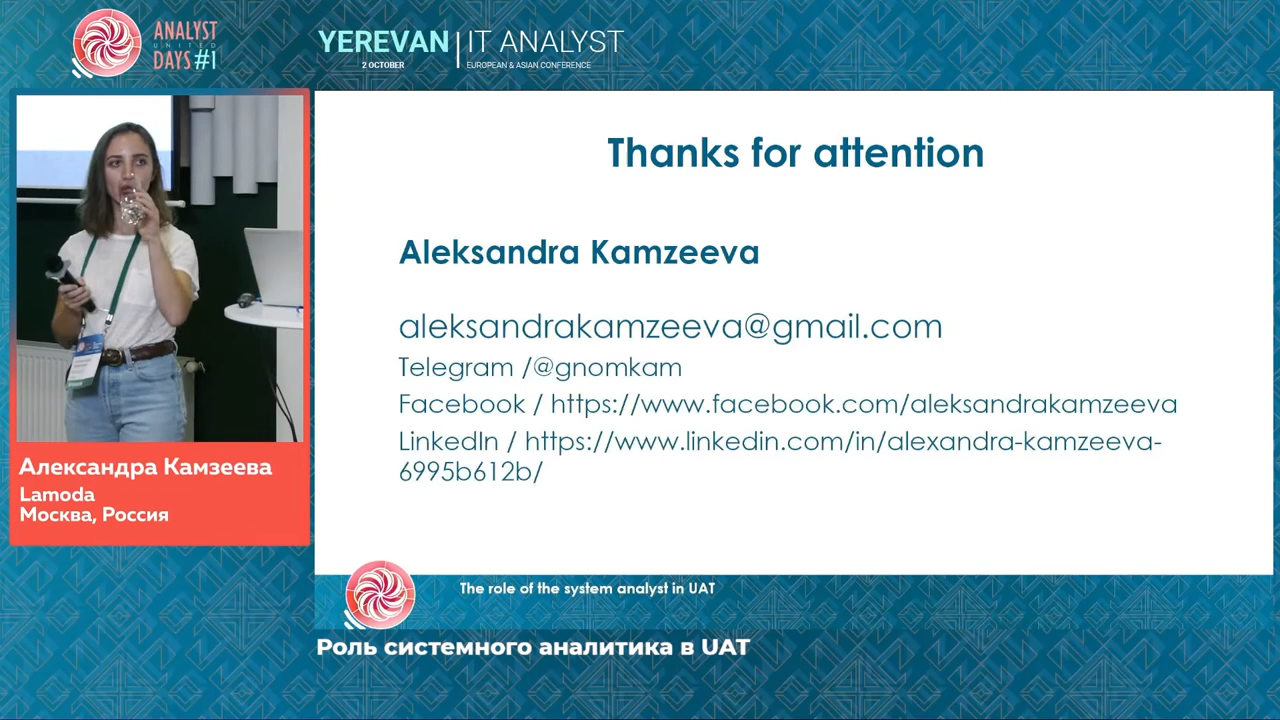 ANALYST
UNITED
DAYS #1
YEREVAN
2 OCTOBER
IT ANALYST
EUROPEAN & ASIAN CONFERENCE
Thanks for attention
Aleksandra Kamzeeva
aleksandrakamzeeva@gmail.com
Telegram /@gnomkam
Facebook / https://www.facebook.com/aleksandrakamzeeva
LinkedIn / https://www.linkedin.com/in/alexandra-kamzeeva-
6995b612b/
Александра Камзеева
Lamoda
Москва, Россия
The role of the system analyst in UAT
Роль системного аналитика в UAT